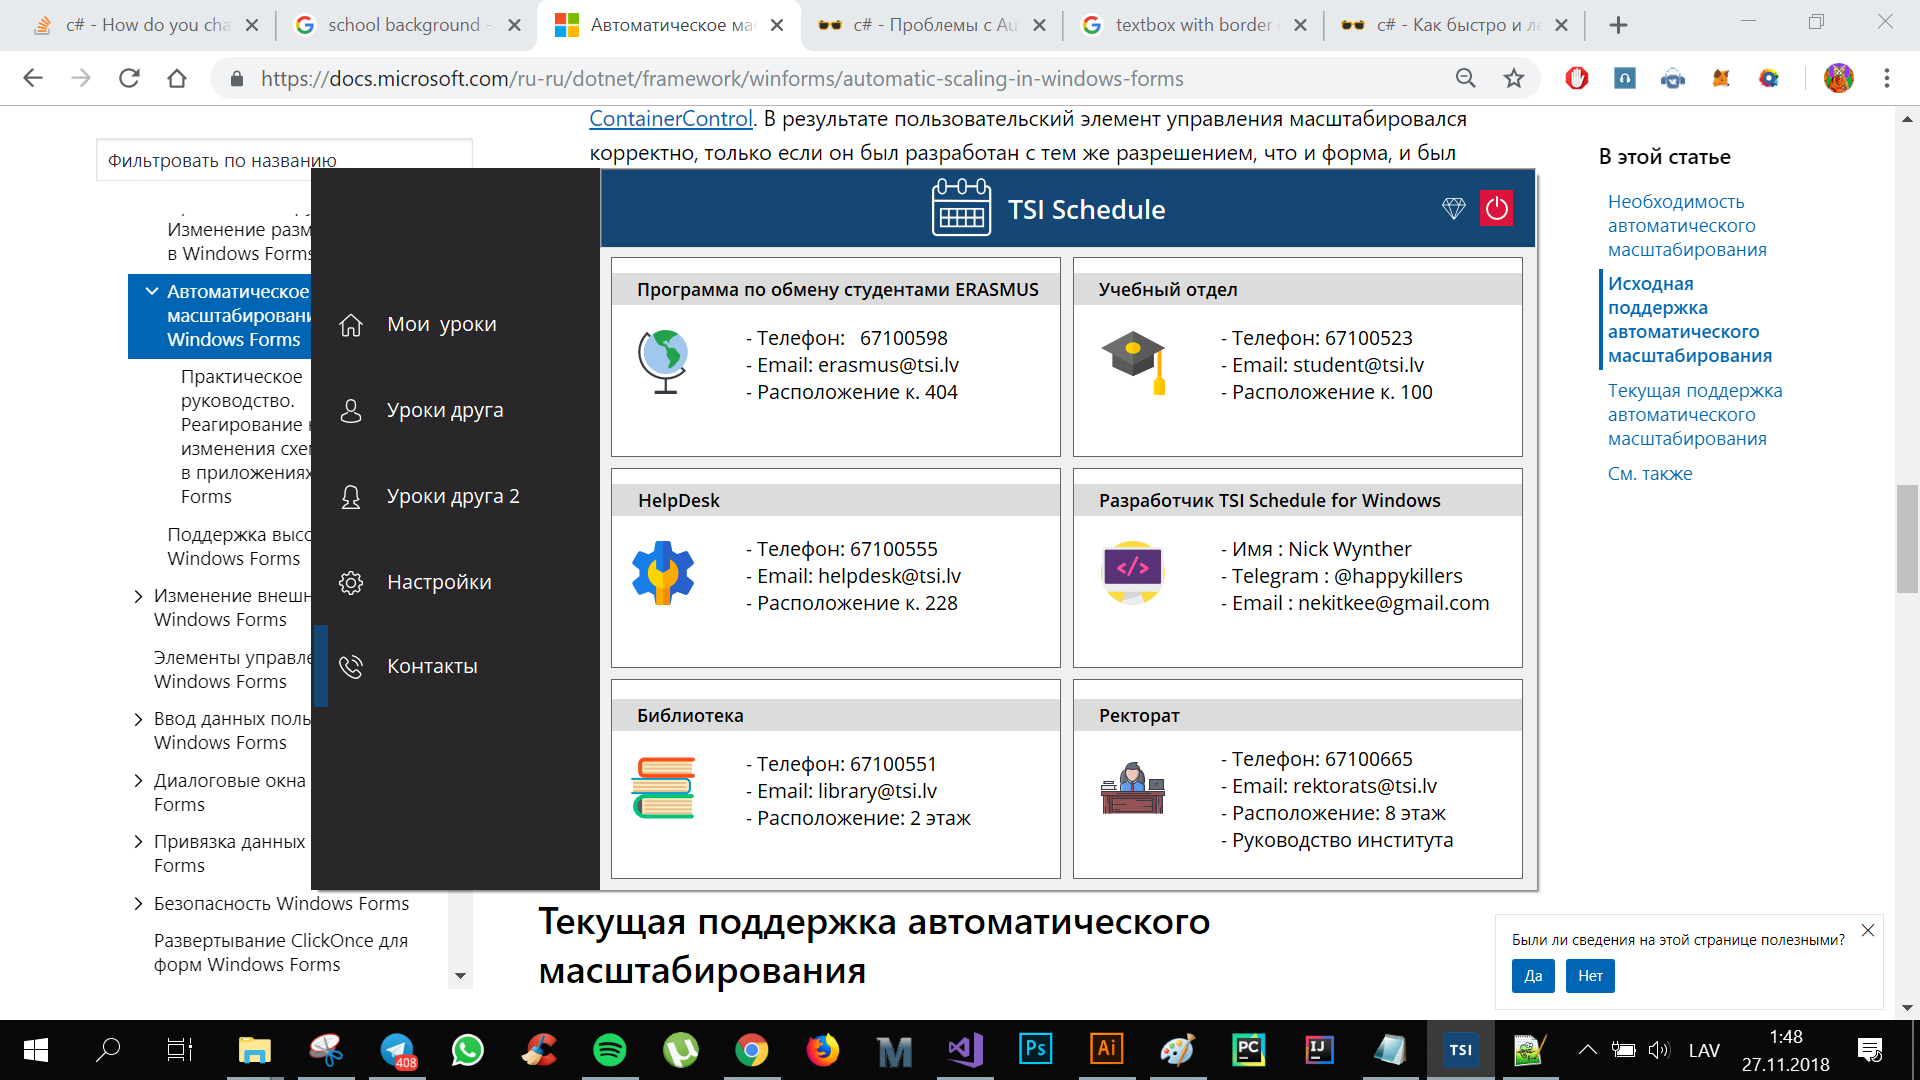 c# - How do you cha
school background -
Автоматическое мас
c# - Проблемы с Au
textbox with border
c# - Как быстро и ле
https://docs.microsoft.com/ru-ru/dotnet/framework/winforms/automatic-scaling-in-windows-forms
ContainerControl. В результате пользовательский элемент управления масштабировался
корректно, только если он был разработан с тем же разрешением, что и форма, и был
Фильтровать по названию
Изменение разм
в Windows Forms
Автоматическое
масштабировани
Windows Forms
Практическое
руководство.
Реагирование
изменения схе
в приложениях
Forms
Поддержка высо
Windows Forms
Изменение внешн
Windows Forms
Элементы управле
Windows Forms
Ввод данных поль
Windows Forms
Диалоговые окна
Forms
Привязка данных
Forms
Безопасность Windows Forms
Развертывание ClickOnce для
форм Windows Forms
Мои уроки
Уроки друга
Уроки друга 2
Настройки
Контакты
TSI Schedule
Программа по обмену студентами ERASMUS
- Телефон: 67100598
- Email: erasmus@tsi.lv
- Расположение к. 404
Учебный отдел
- Телефон: 67100523
- Email: student@tsi.lv
- Расположение к. 100
HelpDesk
- Телефон: 67100555
- Email: helpdesk@tsi.lv
- Расположение к. 228
Разработчик TSI Schedule for Windows
</>
- Имя : Nick Wynther
- Telegram : @happykillers
- Email : nekitkee@gmail.com
Библиотека
- Телефон: 67100551
- Email: library@tsi.lv
- Расположение: 2 этаж
Ректорат
- Телефон: 67100665
- Email: rektorats@tsi.lv
- Расположение: 8 этаж
- Руководство института
Текущая поддержка автоматического
масштабирования
В этой статье
Необходимость
автоматического
масштабирования
Исходная
поддержка
автоматического
масштабирования
Текущая поддержка
автоматического
масштабирования
См. также
Были ли сведения на этой странице полезными?
Да
Нет
408
Ps
Ai
PC
IJ
TSI
LAV
1:48
27.11.2018